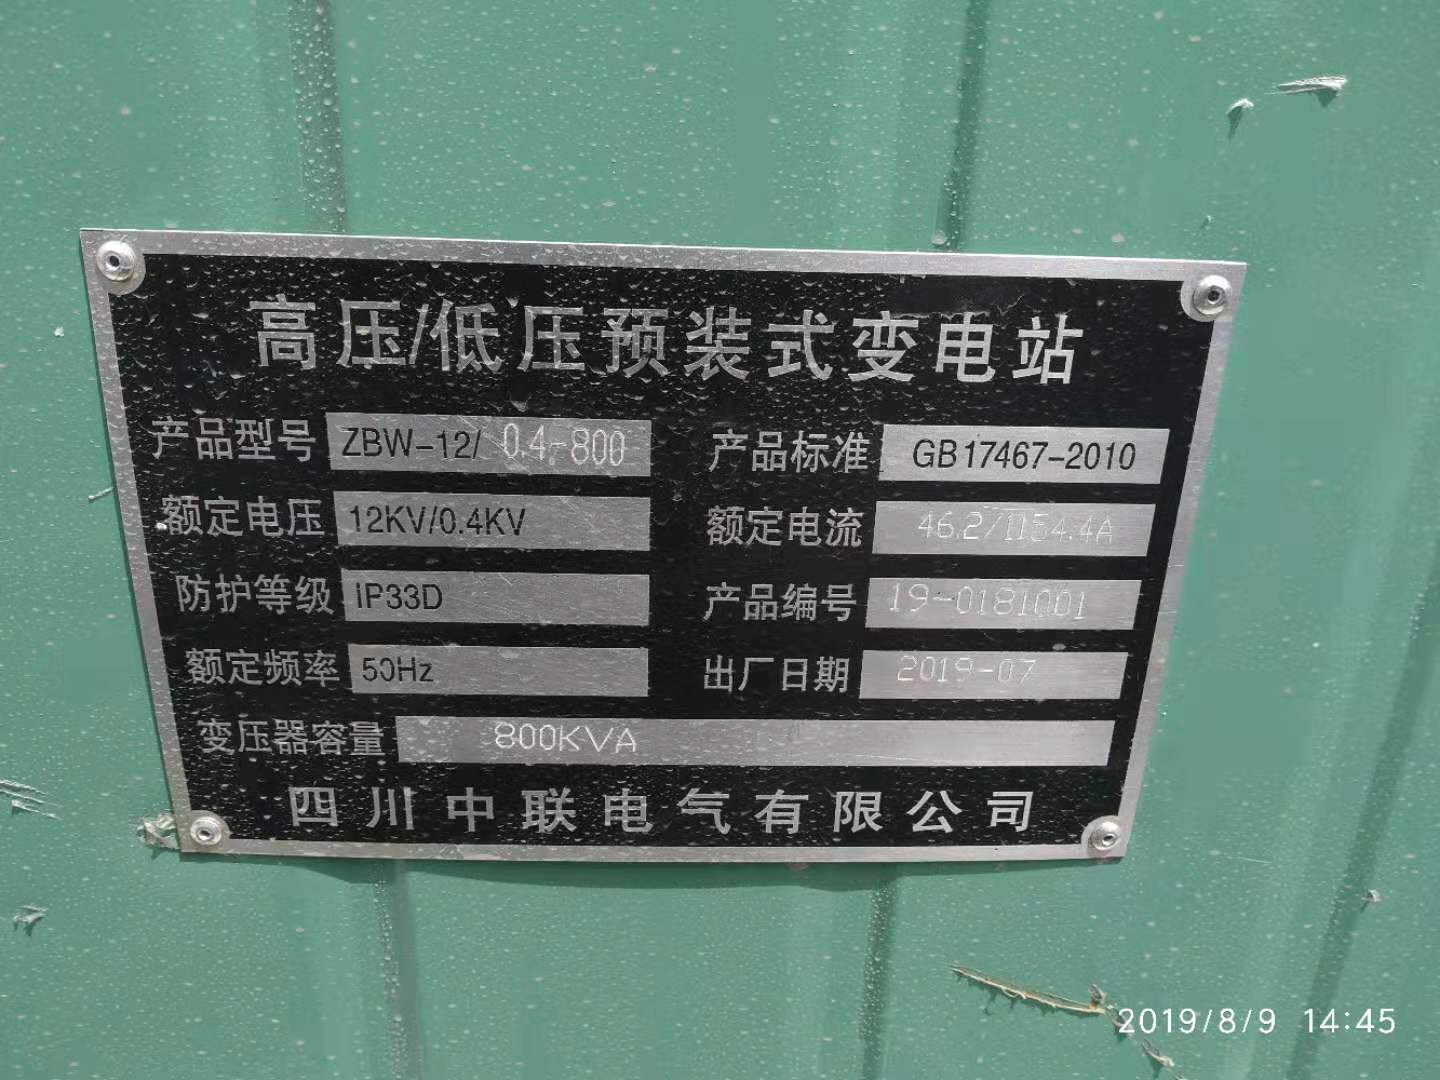 高压/低压预装式变电站
产品型号 ZBW-12/ 0.4-800 产品标准 GB17467-2010
额定电压 12KV/0.4KV 额定电流 46.2/1154.4A
防护等级 IP33D 产品编号 19-0181001
额定频率 50Hz 出厂日期 2019-07
变压器容量 800KVA
四川中联电气有限公司
2019/8/9 14:45